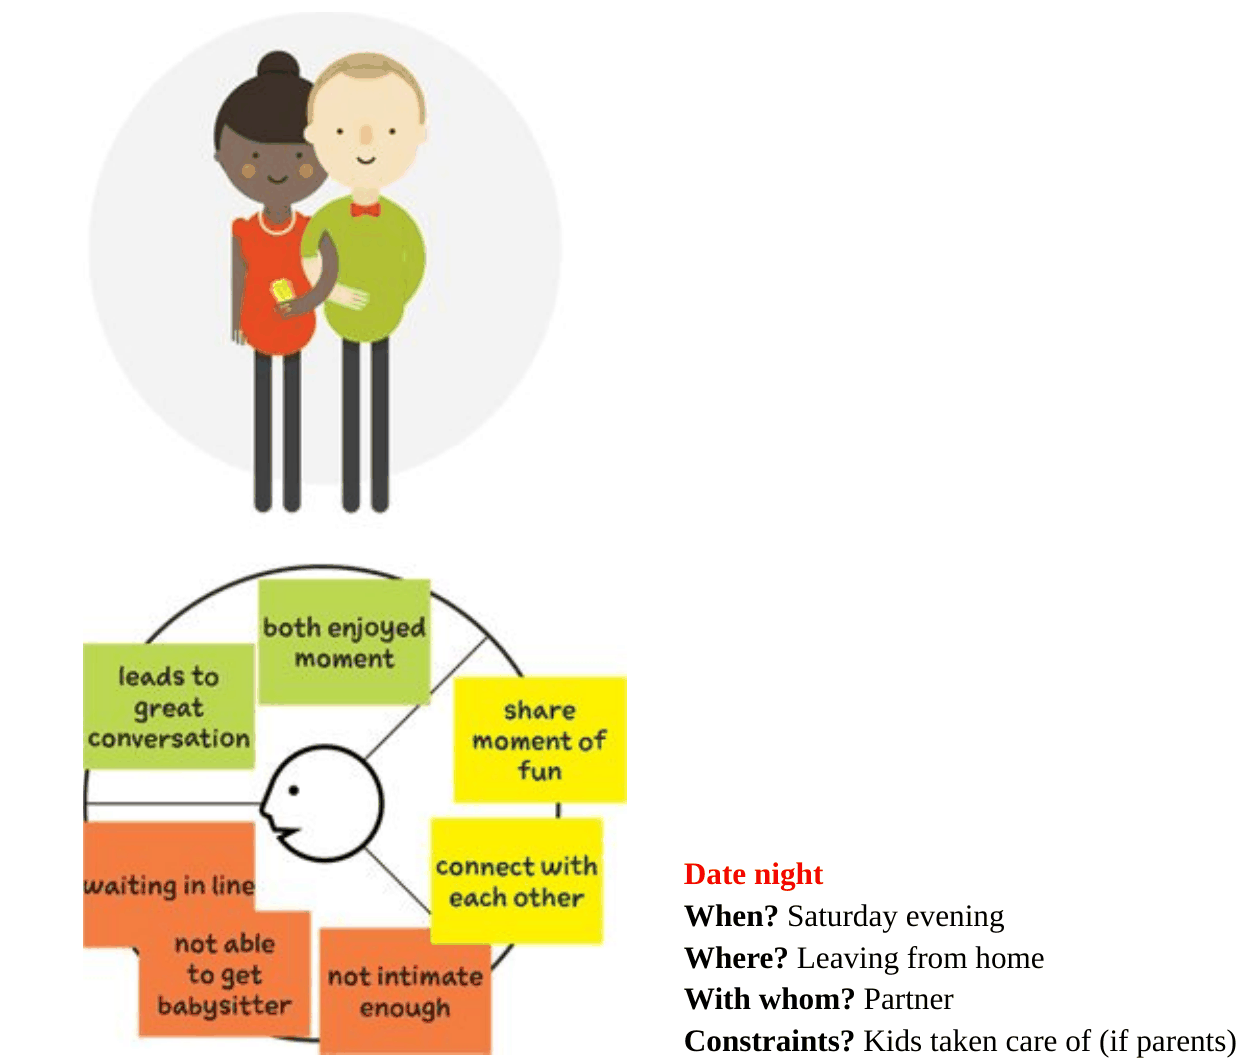 both enjoyed
moment
leads to
great
conversation
share
moment of
fun
waiting in line
connect with
each other
not able
to get
babysitter
not intimate
enough
Date night
When? Saturday evening
Where? Leaving from home
With whom? Partner
Constraints? Kids taken care of (if parents)